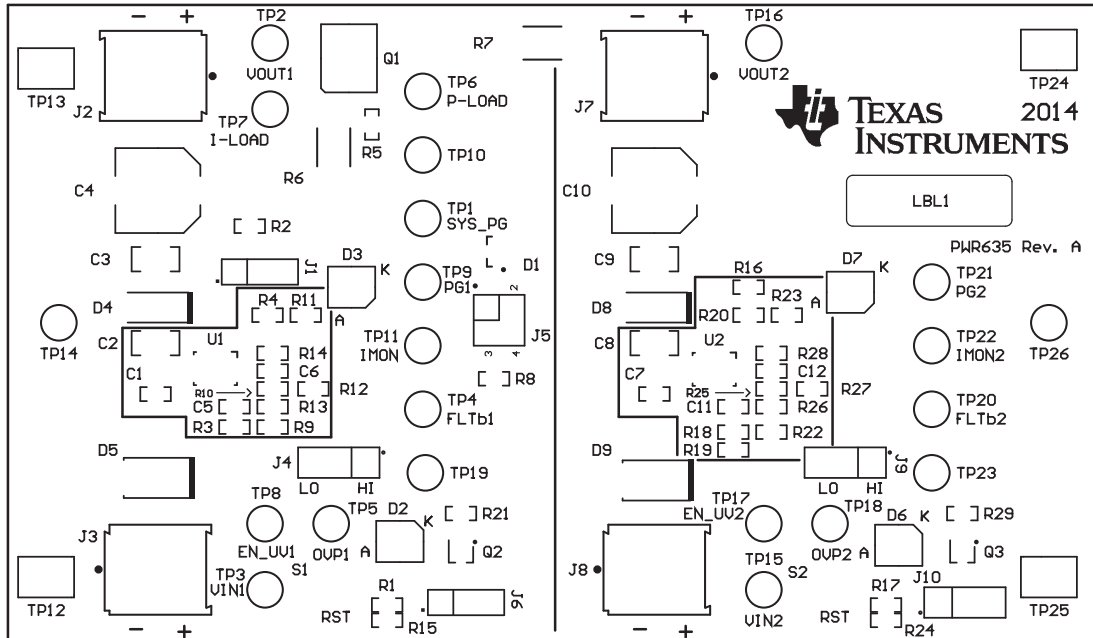 - + TP2 TP16 - +
R7
Q1
VOUT1
TP6
P-LOAD
VOUT2
TP13
J2
TP7
I-LOAD
J7
TP24
TEXAS
INSTRUMENTS
2014
R5
TP10
R6
C4
C10
LBL1
TP1
SYS_PG
R2
PWR635 Rev. A
C3
J1
D3
K
TP9
PG1
D1
C9
R16
D7
K
TP21
PG2
D4
R4
R11
A
2
D8
R20
R23
A
TP14
C2
U1
TP11
IMON
J5
C8
U2
TP22
IMON2
TP26
R14
3
4
R28
C1
C6
R8
C7
C12
R10
R12
R25
R27
C5
R13
TP4
FLTb1
C11
R26
TP20
FLTb2
R3
R9
R18
R22
R19
D5
J4
LO
HI
TP19
D9
J9
LO
HI
TP23
TP8
EN_UV1
TP5
OVP1
D2
K
A
R21
TP17
EN_UV2
TP18
OVP2
D6
K
A
R29
J3
Q2
J8
Q3
TP3
VIN1
S1
TP15
VIN2
S2
J10
TP12
R1
J6
R17
TP25
RST
R15
RST
R24
- +
- +